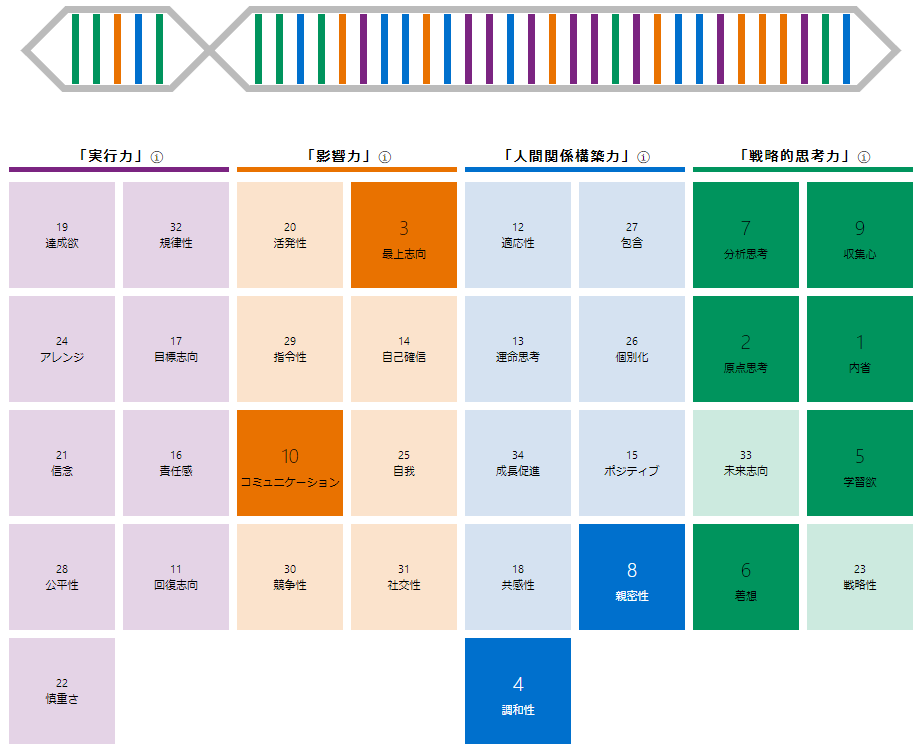 「実行力」ⓘ 「影響力」ⓘ 「人間関係構築力」ⓘ 「戦略的思考力」ⓘ
19 32 20 3 12 27 7 9
達成欲 規律性 活発性 最上志向 適応性 包含 分析思考 収集心
24 17 29 14 13 26 2 1
アレンジ 目標志向 指令性 自己確信 運命思考 個別化 原点思考 内省
21 16 10 25 34 15 33 5
信念 責任感 コミュニケーション 自我 成長促進 ポジティブ 未来志向 学習欲
28 11 30 31 18 8 6 23
公平性 回復志向 競争性 社交性 共感性 親密性 着想 戦略性
22 4
慎重さ 調和性